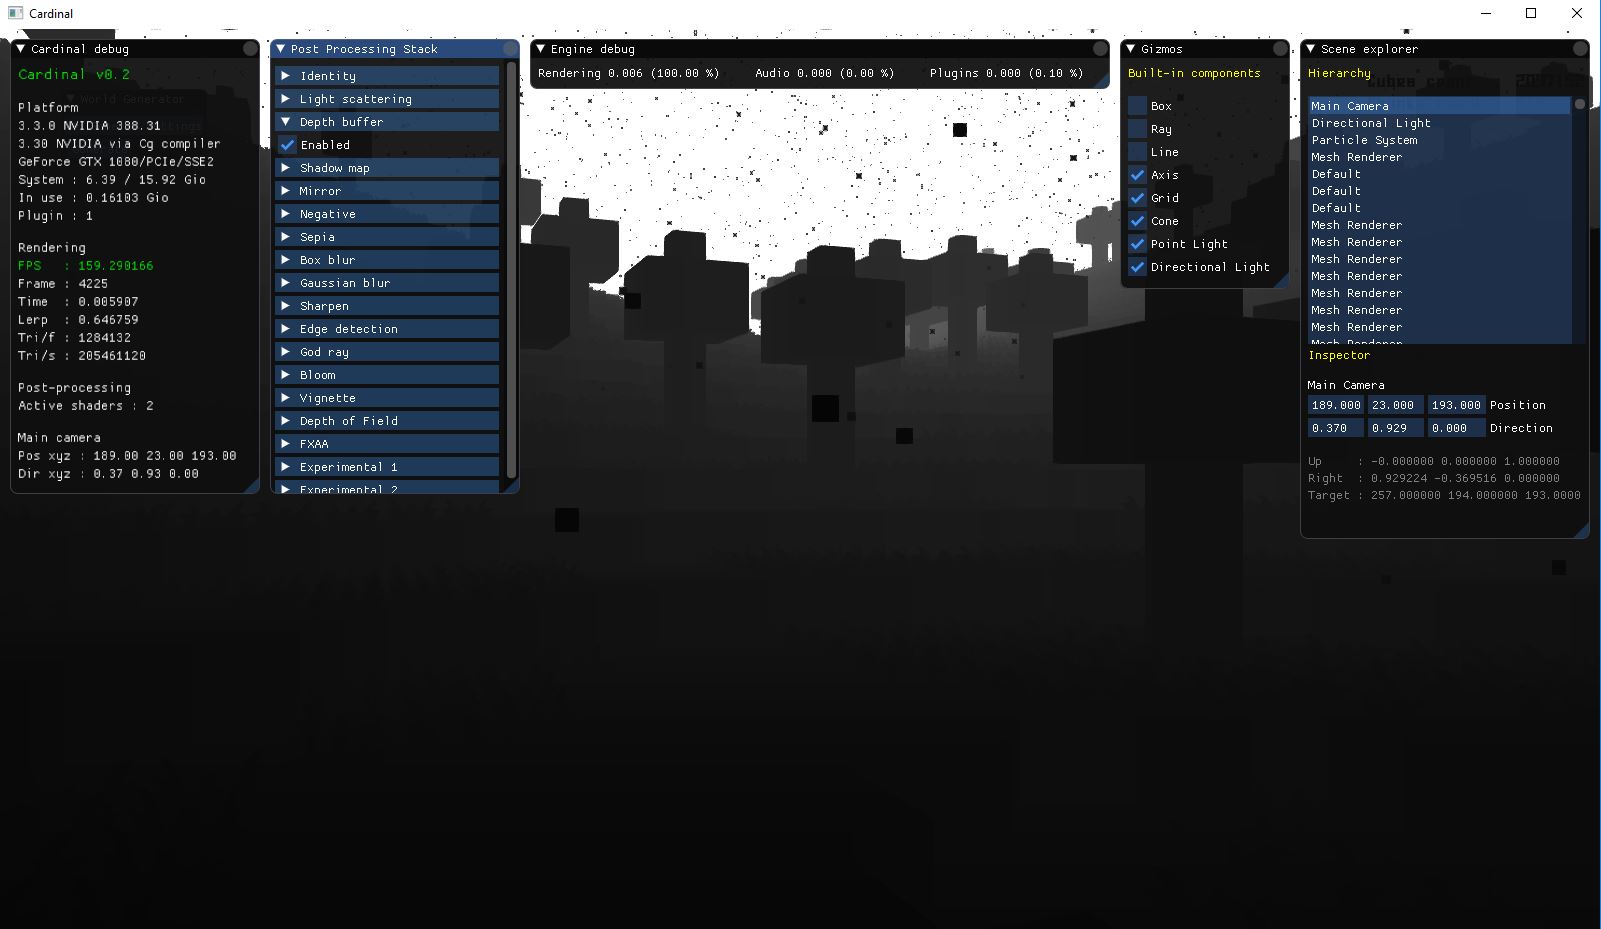 Cardinal
Cardinal debug
Cardinal v0.2
World Generator
Platform
3.3.0 NVIDIA 388.31
3.30 NVIDIA via Cg compiler
GeForce GTX 1080/PCIe/SSE2
System : 6.39 / 15.92 Gio
In use : 0.16103 Gio
Plugin : 1
Rendering
FPS : 159.290166
Frame : 4225
Time : 0.005907
Lerp : 0.646759
Tri/f : 1284132
Tri/s : 205461120
Post-processing
Active shaders : 2
Main camera
Pos xyz : 189.00 23.00 193.00
Dir xyz : 0.37 0.93 0.00
Post Processing Stack
Identity
Light scattering
Depth buffer
Enabled
Shadow map
Mirror
Negative
Sepia
Box blur
Gaussian blur
Sharpen
Edge detection
God ray
Bloom
Vignette
Depth of Field
FXAA
Experimental 1
Experimental 2
Engine debug
Rendering 0.006 (100.00 %) Audio 0.000 (0.00 %) Plugins 0.000 (0.10 %)
Gizmos
Built-in components
Box
Ray
Line
Axis
Grid
Cone
Point Light
Directional Light
Scene explorer
Hierarchy
Main Camera
Directional Light
Particle System
Mesh Renderer
Default
Default
Default
Mesh Renderer
Mesh Renderer
Mesh Renderer
Mesh Renderer
Mesh Renderer
Mesh Renderer
Mesh Renderer
Mesh Renderer
Inspector
Main Camera
189.000 23.000 193.000 Position
0.370 0.929 0.000 Direction
Up : -0.000000 0.000000 1.000000
Right : 0.929224 -0.369516 0.000000
Target : 257.000000 194.000000 193.0000